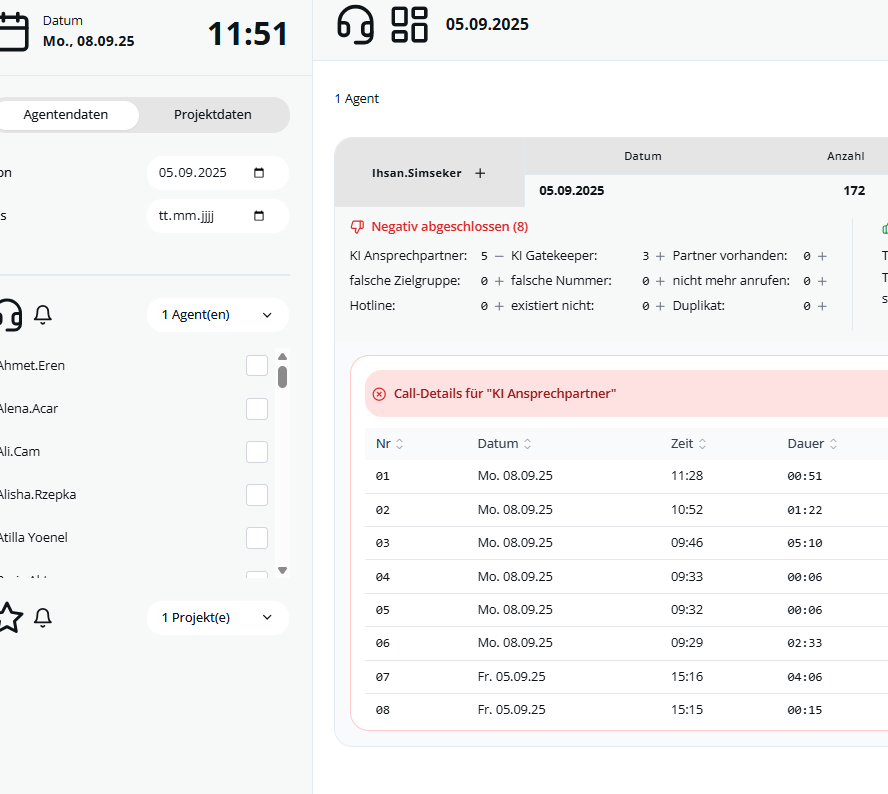 Datum
Mo., 08.09.25
11:51
Agentendaten
Projektdaten
on
05.09.2025
s
tt.mm.jjjj
1 Agent(en)
Ahmet.Eren
Alena.Acar
Ali.Cam
Alisha.Rzepka
Atilla Yoenel
1 Projekt(e)
05.09.2025
1 Agent
Ihsan.Simseker +
Datum Anzahl
05.09.2025 172
Negativ abgeschlossen (8)
KI Ansprechpartner: 5 − KI Gatekeeper: 3 + Partner vorhanden: 0 +
falsche Zielgruppe: 0 + falsche Nummer: 0 + nicht mehr anrufen: 0 +
Hotline: 0 + existiert nicht: 0 + Duplikat: 0 +
T
T
s
Call-Details für "KI Ansprechpartner"
Nr Datum Zeit Dauer
01 Mo. 08.09.25 11:28 00:51
02 Mo. 08.09.25 10:52 01:22
03 Mo. 08.09.25 09:46 05:10
04 Mo. 08.09.25 09:33 00:06
05 Mo. 08.09.25 09:32 00:06
06 Mo. 08.09.25 09:29 02:33
07 Fr. 05.09.25 15:16 04:06
08 Fr. 05.09.25 15:15 00:15